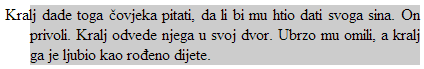 Kralj dade toga čovjeka pitati, da li bi mu htio dati svoga sina. On
privoli. Kralj odvede njega u svoj dvor. Ubrzo mu omili, a kralj
ga je ljubio kao rođeno dijete.